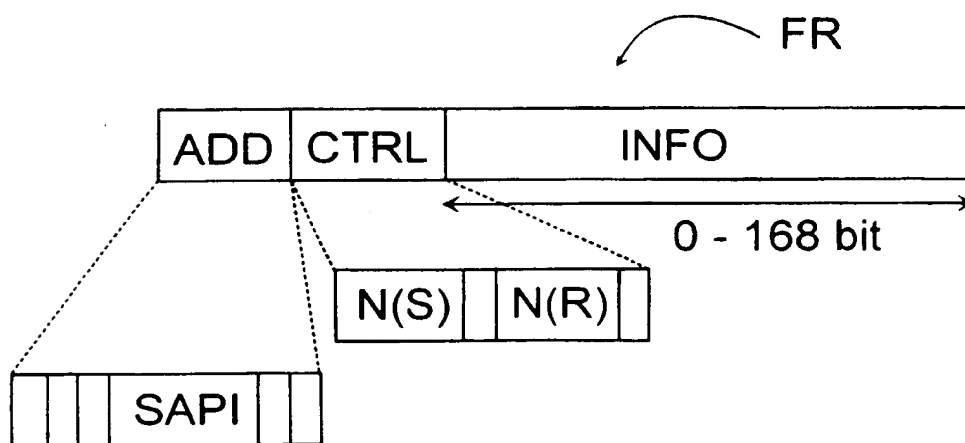 FR
ADD CTRL INFO
0 - 168 bit
N(S) N(R)
SAPI